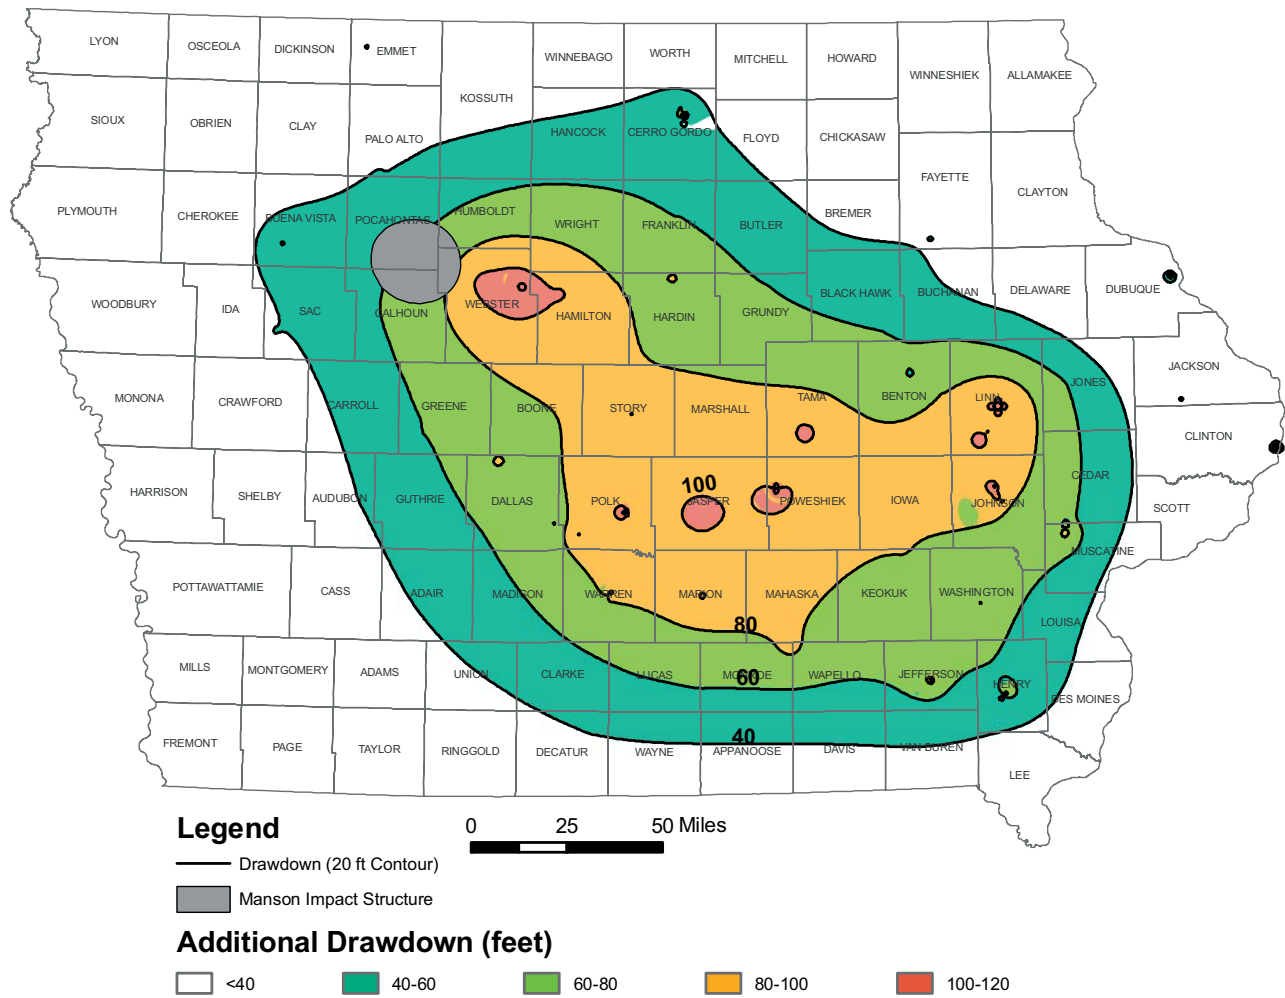 LYON
OSCEOLA
DICKINSON
EMMET
WINNEBAGO
WORTH
MITCHELL
HOWARD
WINNESHIEK
ALLAMAKEE
KOSSUTH
SIOUX
OBRIEN
CLAY
PALO ALTO
HANCOCK
CERRO GORDO
FLOYD
CHICKASAW
FAYETTE
CLAYTON
PLYMOUTH
CHEROKEE
BUENA VISTA
POCAHONTAS
HUMBOLDT
WRIGHT
FRANKLIN
BUTLER
BREMER
WOODBURY
IDA
SAC
CALHOUN
WEBSTER
HAMILTON
HARDIN
GRUNDY
BLACK HAWK
BUCHANAN
DELAWARE
DUBUQUE
JACKSON
MONONA
CRAWFORD
CARROLL
GREENE
BOONE
STORY
MARSHALL
TAMA
BENTON
LINN
JONES
CLINTON
HARRISON
SHELBY
AUDUBON
GUTHRIE
DALLAS
POLK
100
JASPER
POWESHIEK
IOWA
JOHNSON
CEDAR
SCOTT
MUSCATINE
POTTAWATTAMIE
CASS
ADAIR
MADISON
WARREN
MARION
MAHASKA
KEOKUK
WASHINGTON
LOUISA
80
MILLS
MONTGOMERY
ADAMS
UNION
CLARKE
LUCAS
MONROE
60
WAPELLO
JEFFERSON
HENRY
DES MOINES
FREMONT
PAGE
TAYLOR
RINGGOLD
DECATUR
WAYNE
40
APPANOOSE
DAVIS
VAN BUREN
LEE
Legend
0 25 50 Miles
Drawdown (20 ft Contour)
Manson Impact Structure
Additional Drawdown (feet)
<40 40-60 60-80 80-100 100-120